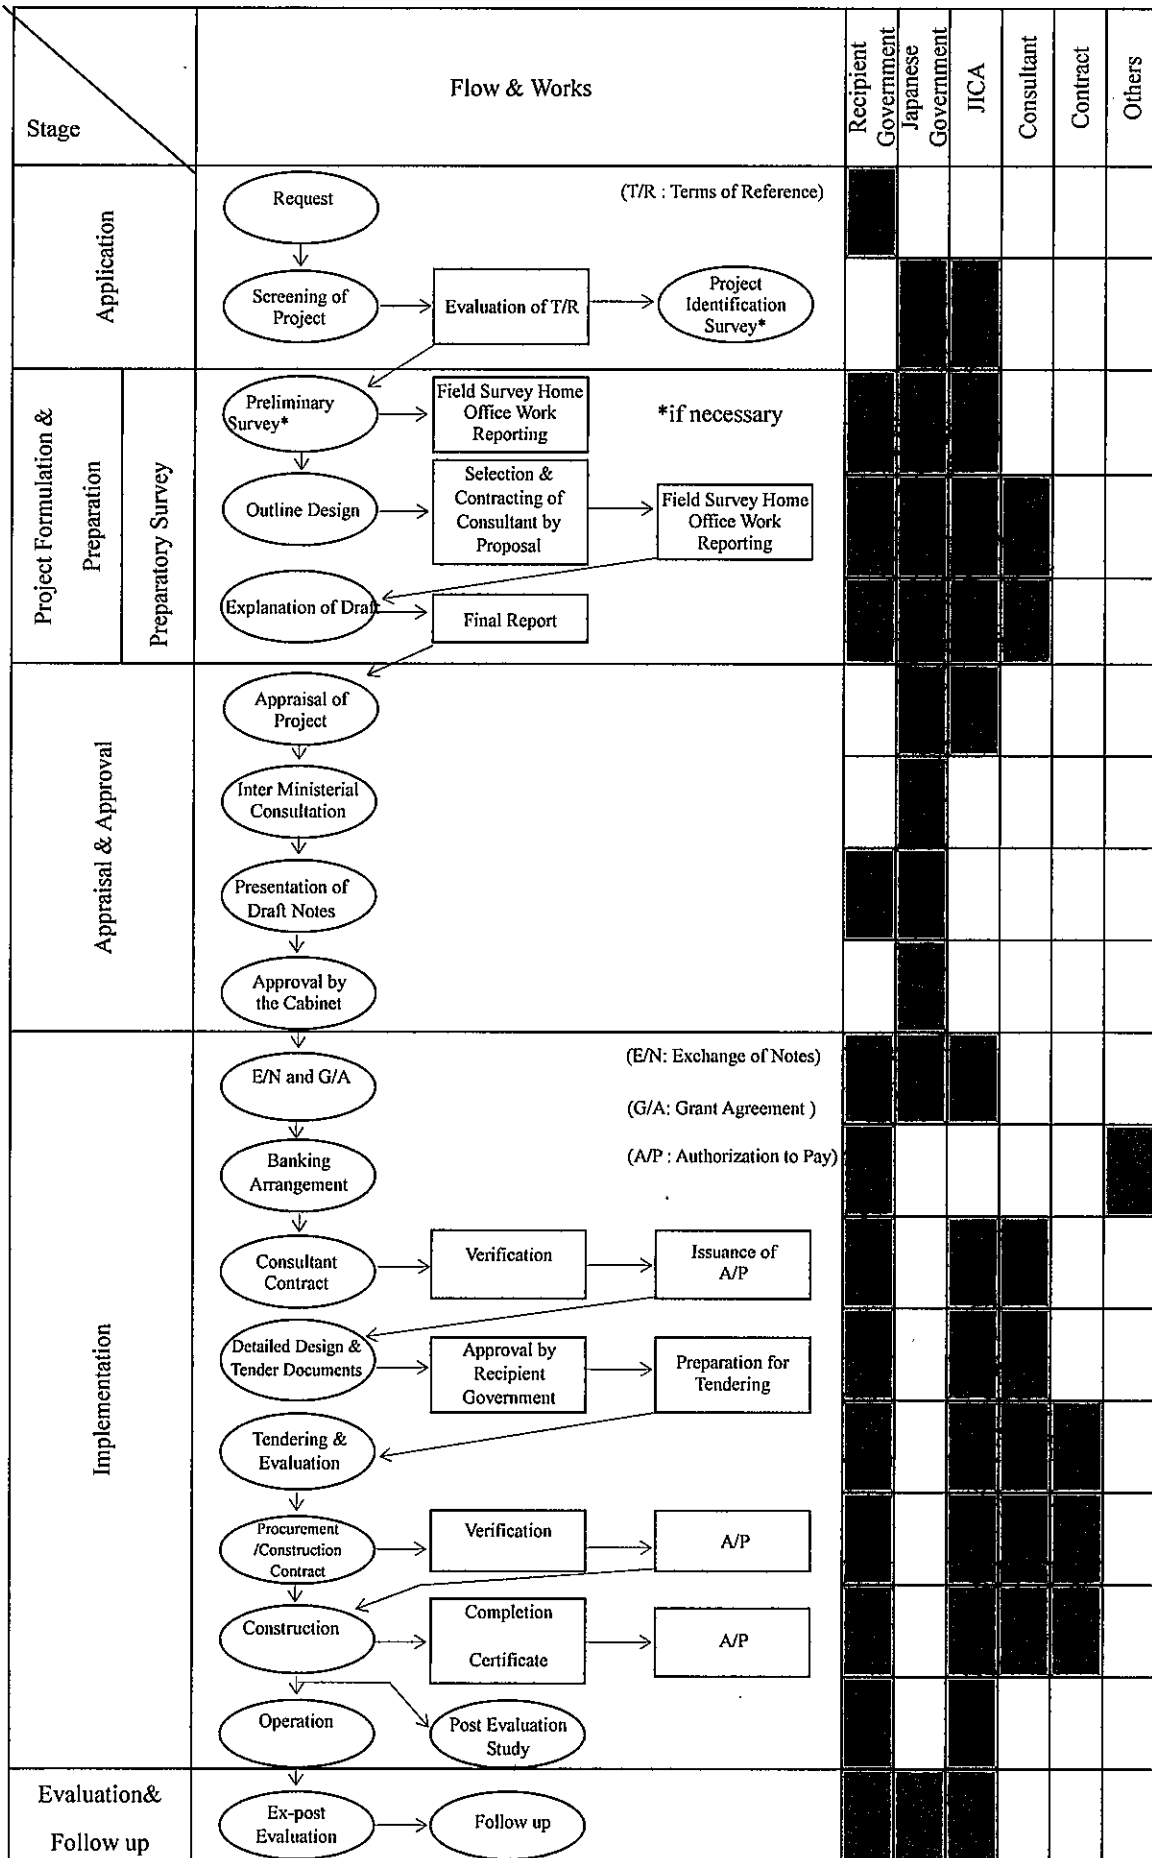 Stage
Flow & Works
Recipient
Government
Japanese
Government
JICA
Consultant
Contract
Others
Application
Request
(T/R : Terms of Reference)
Screening of
Project
Evaluation of T/R
Project
Identification
Survey*
Project Formulation &
Preparation
Preparatory Survey
Preliminary
Survey*
Field Survey Home
Office Work
Reporting
*if necessary
Outline Design
Selection &
Contracting of
Consultant by
Proposal
Field Survey Home
Office Work
Reporting
Explanation of Draft
Final Report
Appraisal & Approval
Appraisal of
Project
Inter Ministerial
Consultation
Presentation of
Draft Notes
Approval by
the Cabinet
Implementation
E/N and G/A
(E/N: Exchange of Notes)
(G/A: Grant Agreement )
(A/P : Authorization to Pay)
Banking
Arrangement
Consultant
Contract
Verification
Issuance of
A/P
Detailed Design &
Tender Documents
Approval by
Recipient
Government
Preparation for
Tendering
Tendering &
Evaluation
Procurement
/Construction
Contract
Verification
A/P
Construction
Completion
Certificate
A/P
Operation
Post Evaluation
Study
Evaluation&
Follow up
Ex-post
Evaluation
Follow up